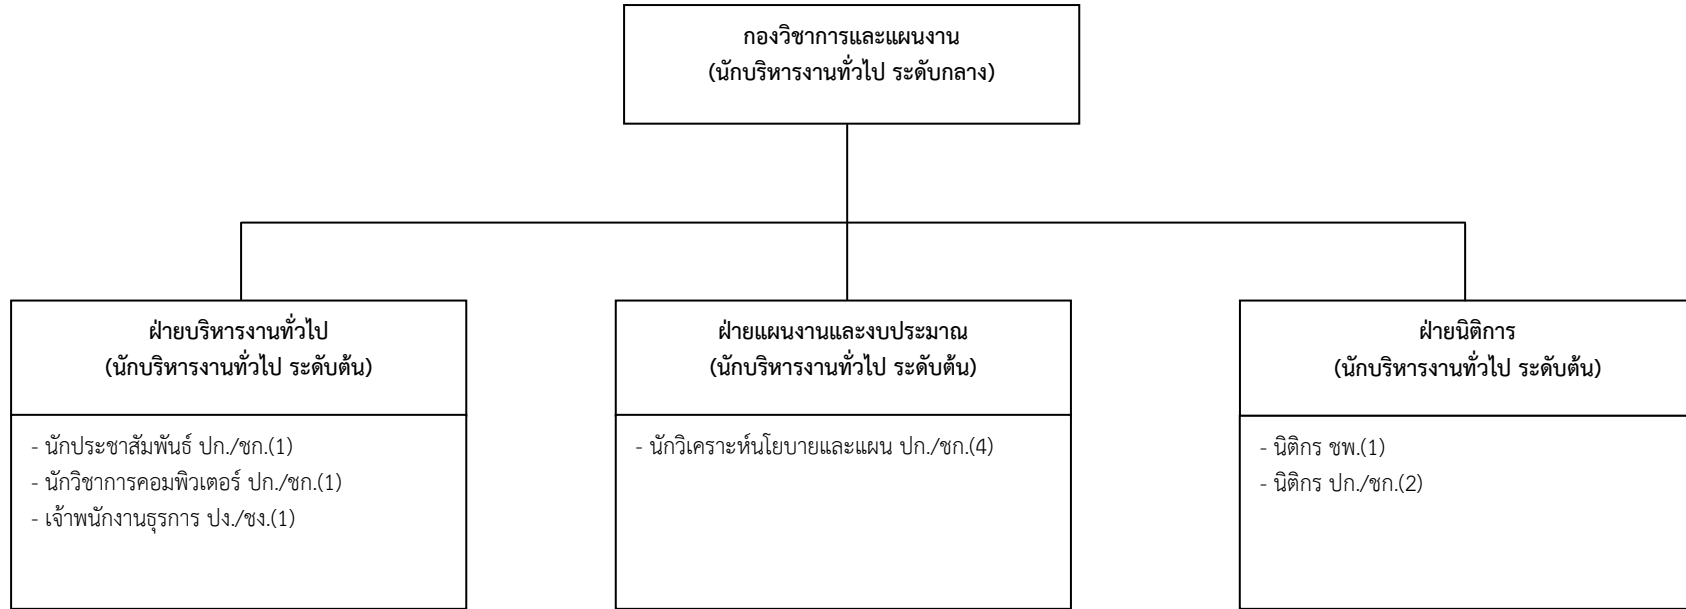 กองวิชาการและแผนงาน
(นักบริหารงานทั่วไป ระดับกลาง)
ฝ่ายบริหารงานทั่วไป
(นักบริหารงานทั่วไป ระดับต้น)
- นักประชาสัมพันธ์ ปก./ชก.(1)
- นักวิชาการคอมพิวเตอร์ ปก./ชก.(1)
- เจ้าพนักงานธุรการ ปง./ชง.(1)
ฝ่ายแผนงานและงบประมาณ
(นักบริหารงานทั่วไป ระดับต้น)
- นักวิเคราะห์นโยบายและแผน ปก./ชก.(4)
ฝ่ายนิติการ
(นักบริหารงานทั่วไป ระดับต้น)
- นิติกร ชพ.(1)
- นิติกร ปก./ชก.(2)